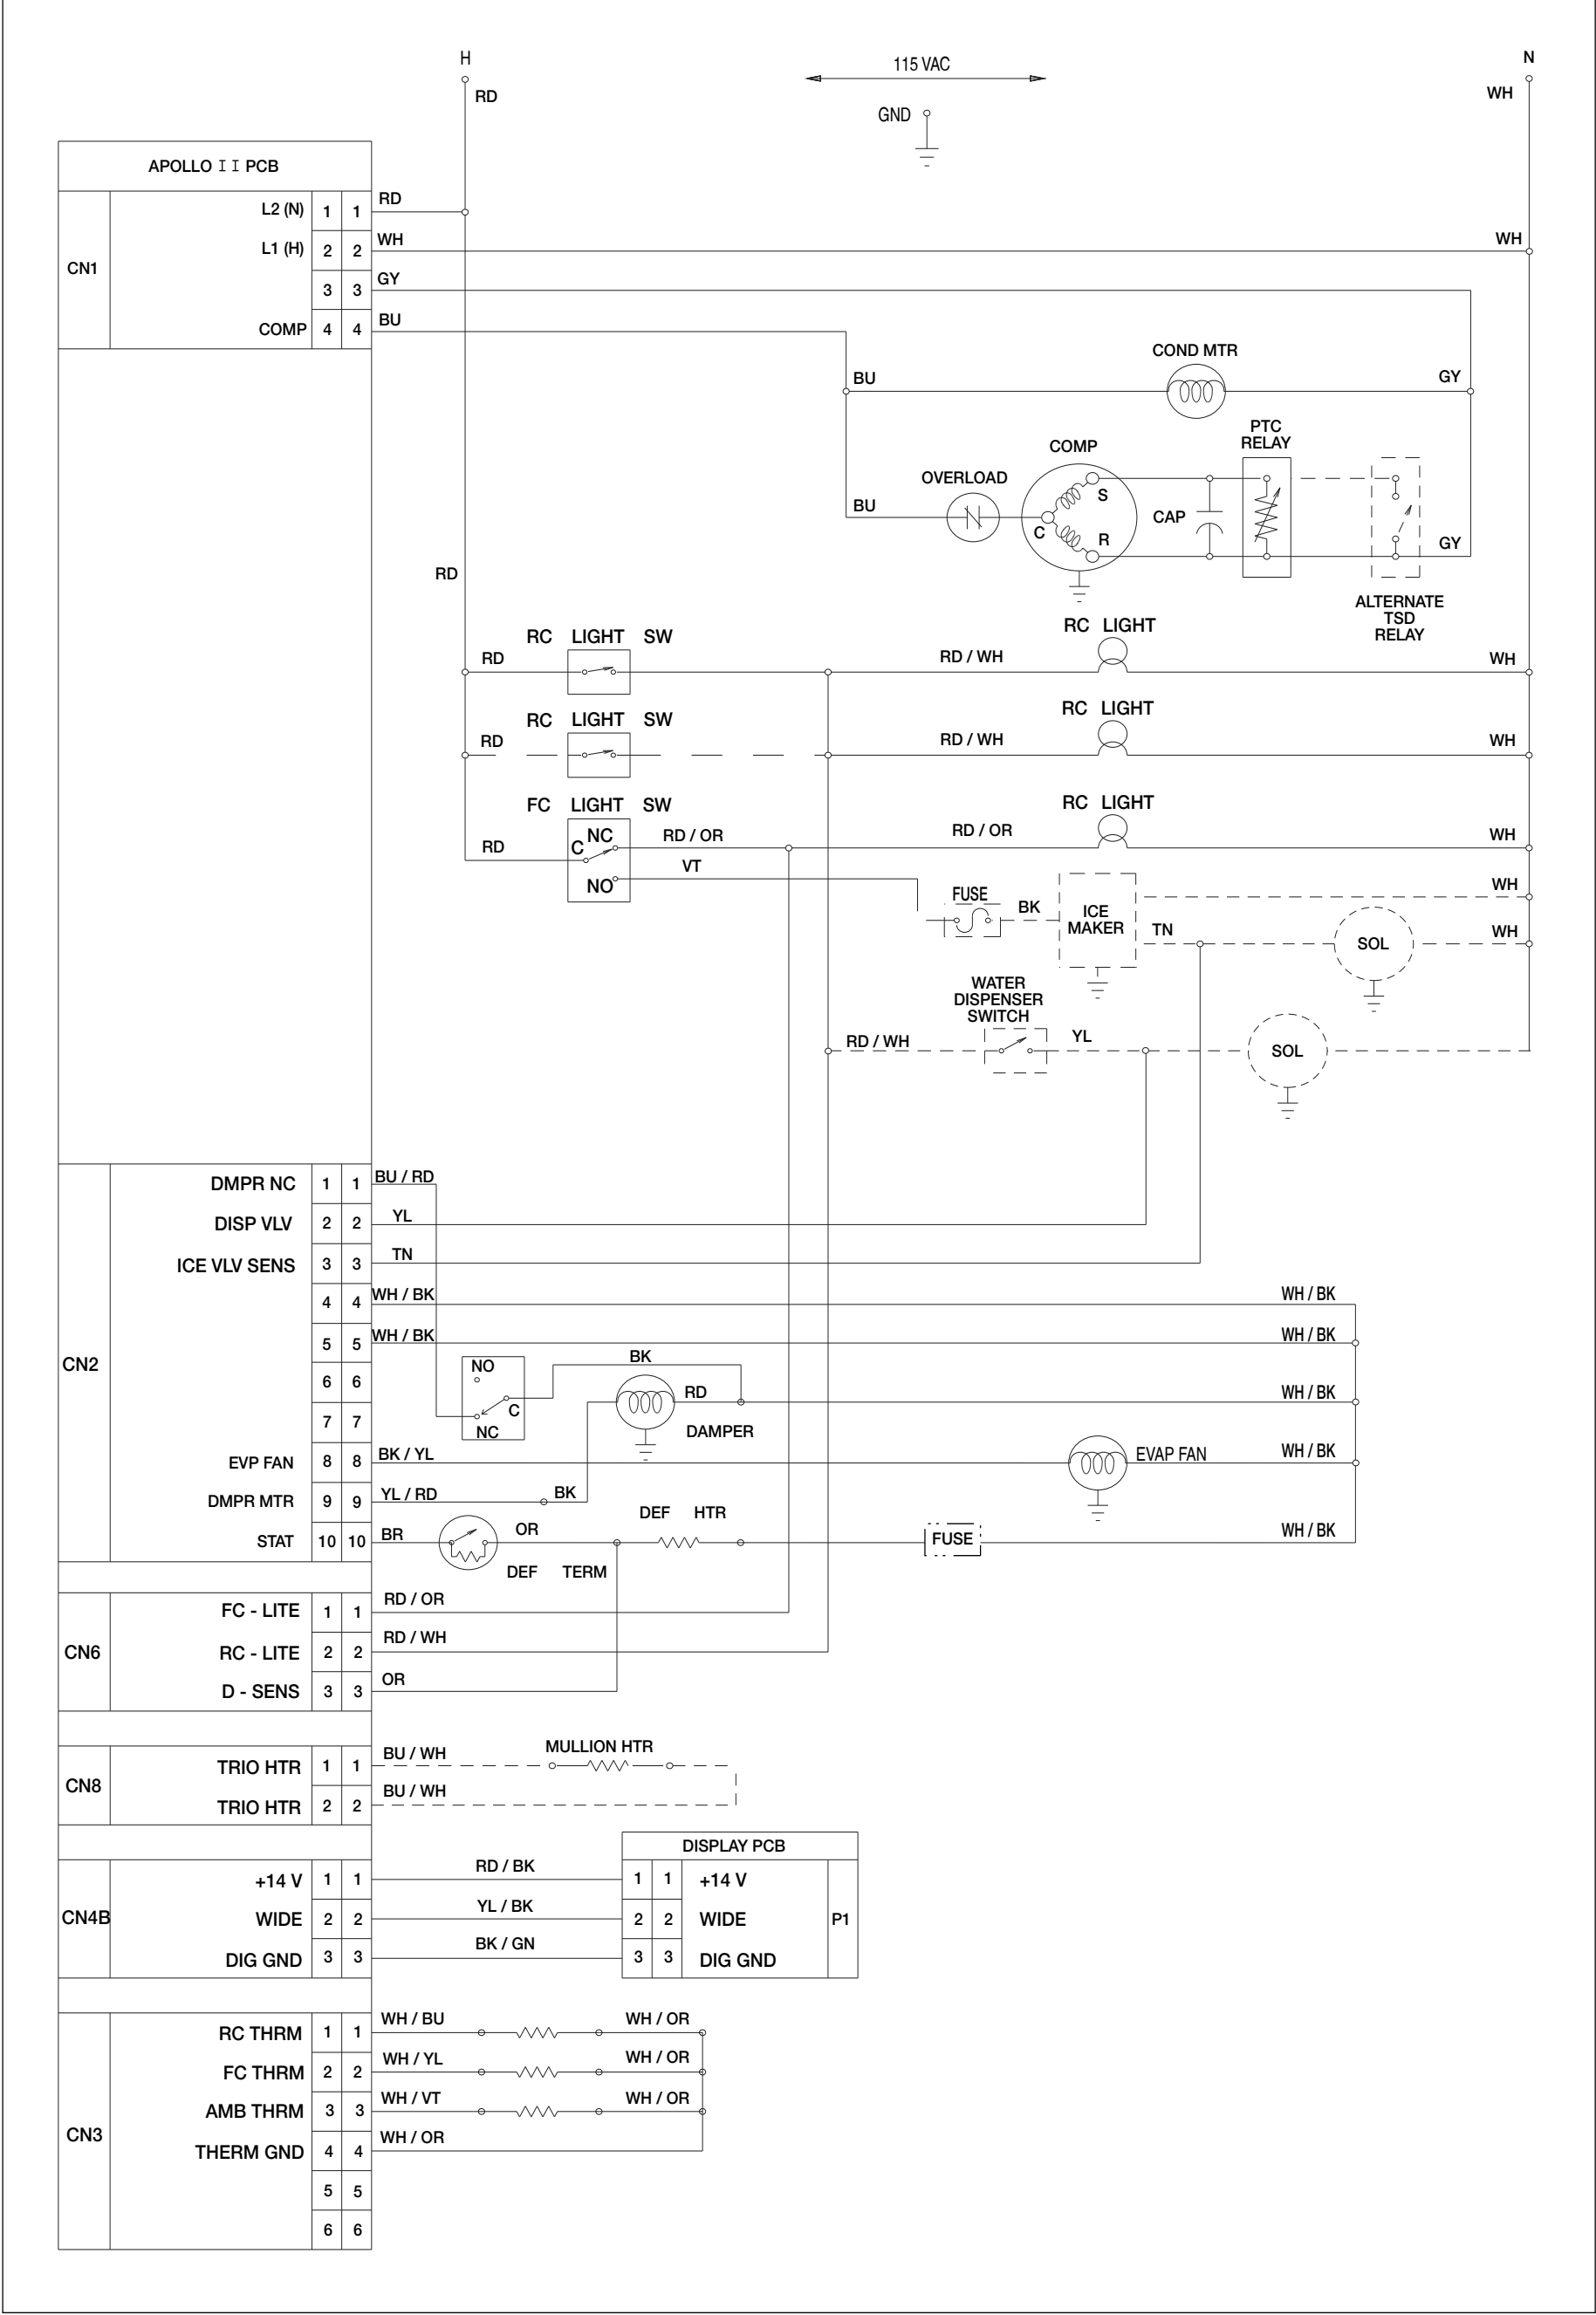 H
115 VAC
N
RD
WH
GND
APOLLO II PCB
CN1
L2 (N) 1 1 RD
L1 (H) 2 2 WH WH
3 3 GY
COMP 4 4 BU
COND MTR
BU GY
PTC
RELAY
COMP
OVERLOAD
S
BU
CAP
C
R
GY
RD
ALTERNATE
TSD
RELAY
RC LIGHT SW
RC LIGHT
RD
RD / WH
WH
RC LIGHT SW
RC LIGHT
RD
RD / WH
WH
FC LIGHT SW
RC LIGHT
NC
C
RD / OR
RD / OR
WH
RD
VT
NO
WH
FUSE
BK
ICE
MAKER
TN
SOL
WH
WATER
DISPENSER
SWITCH
RD / WH
YL
SOL
CN2
DMPR NC 1 1 BU / RD
DISP VLV 2 2 YL
ICE VLV SENS 3 3 TN
4 4 WH / BK WH / BK
5 5 WH / BK WH / BK
NO
BK
6 6
RD
WH / BK
C
7 7
NC
DAMPER
EVP FAN 8 8 BK / YL EVAP FAN WH / BK
DMPR MTR 9 9 YL / RD BK
DEF HTR
STAT 10 10 BR OR FUSE WH / BK
DEF TERM
CN6
FC - LITE 1 1 RD / OR
RC - LITE 2 2 RD / WH
D - SENS 3 3 OR
CN8
TRIO HTR 1 1 BU / WH MULLION HTR
TRIO HTR 2 2 BU / WH
DISPLAY PCB
CN4B
+14 V 1 1 RD / BK 1 1 +14 V
WIDE 2 2 YL / BK 2 2 WIDE P1
DIG GND 3 3 BK / GN 3 3 DIG GND
CN3
RC THRM 1 1 WH / BU WH / OR
FC THRM 2 2 WH / YL WH / OR
AMB THRM 3 3 WH / VT WH / OR
THERM GND 4 4 WH / OR
5 5
6 6